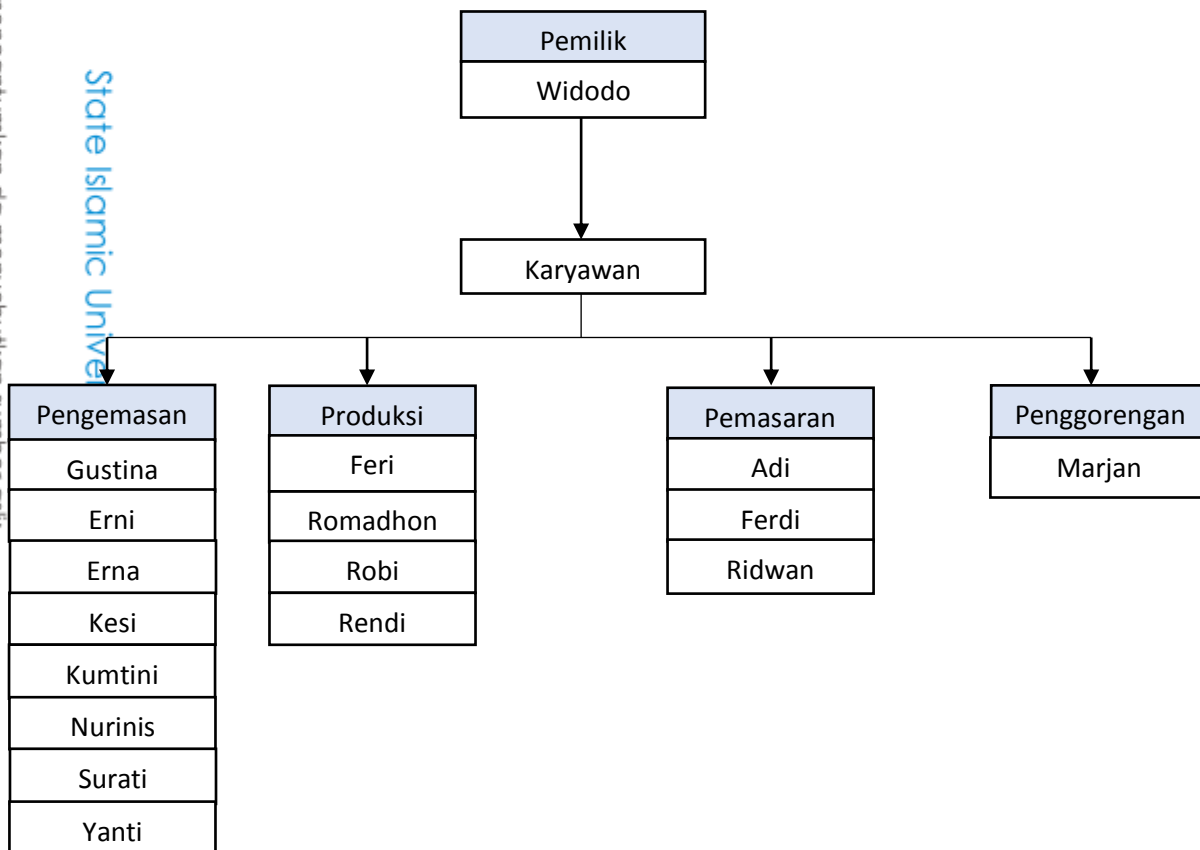 Pemilik
Widodo
Karyawan
Pengemasan
Gustina
Erni
Erna
Kesi
Kumtini
Nurinis
Surati
Yanti
Produksi
Feri
Romadhon
Robi
Rendi
Pemasaran
Adi
Ferdi
Ridwan
Penggorengan
Marjan
State Islamic